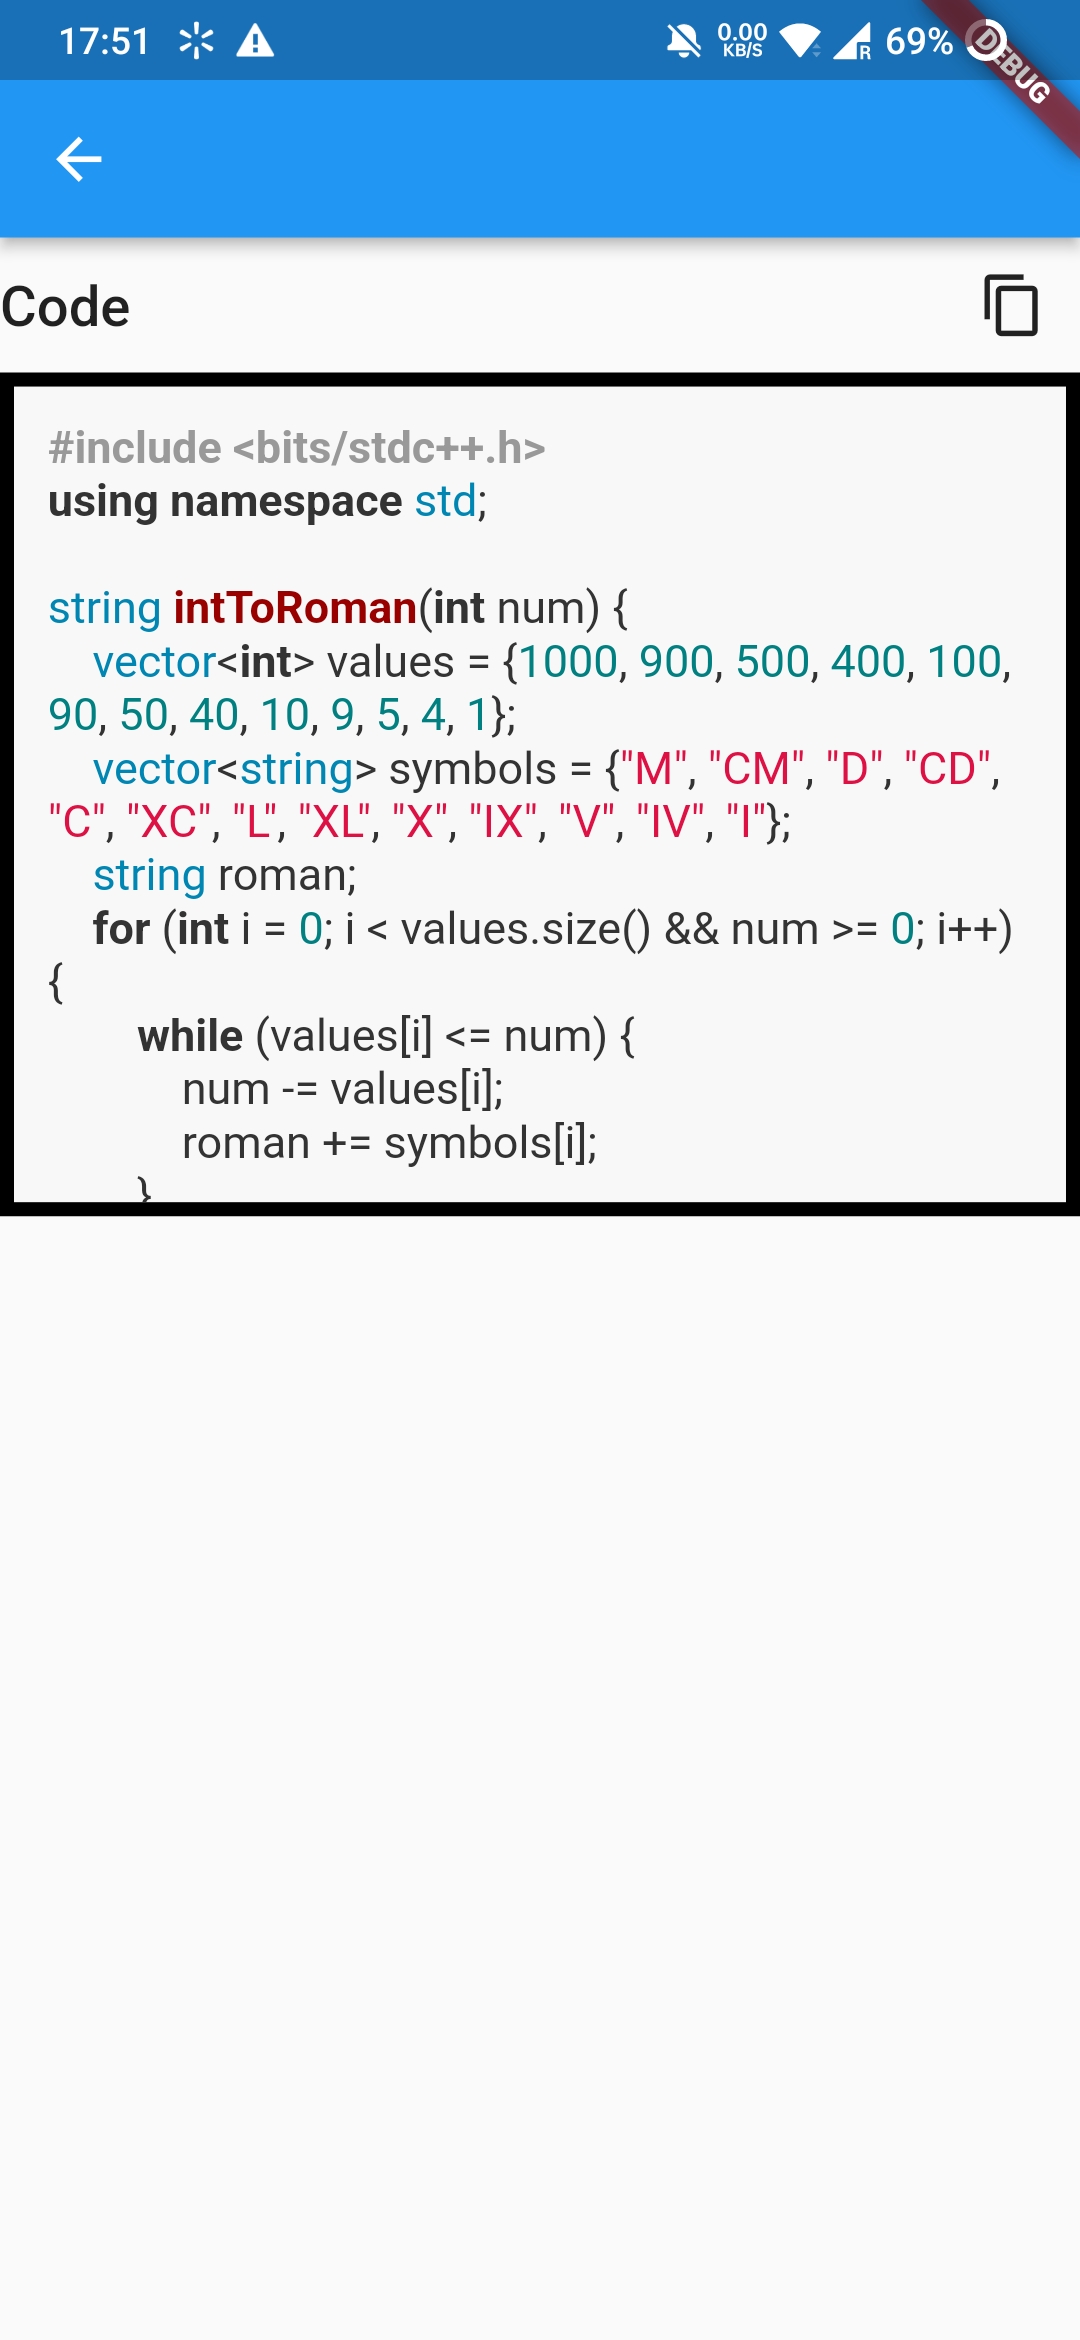 17:51 0.00 KB/S R 69% DEBUG
Code
#include <bits/stdc++.h>
using namespace std;
string intToRoman(int num) {
vector<int> values = {1000, 900, 500, 400, 100,
90, 50, 40, 10, 9, 5, 4, 1};
vector<string> symbols = {"M", "CM", "D", "CD",
"C", "XC", "L", "XL", "X", "IX", "V", "IV", "I"};
string roman;
for (int i = 0; i < values.size() && num >= 0; i++)
{
while (values[i] <= num) {
num -= values[i];
roman += symbols[i];
}